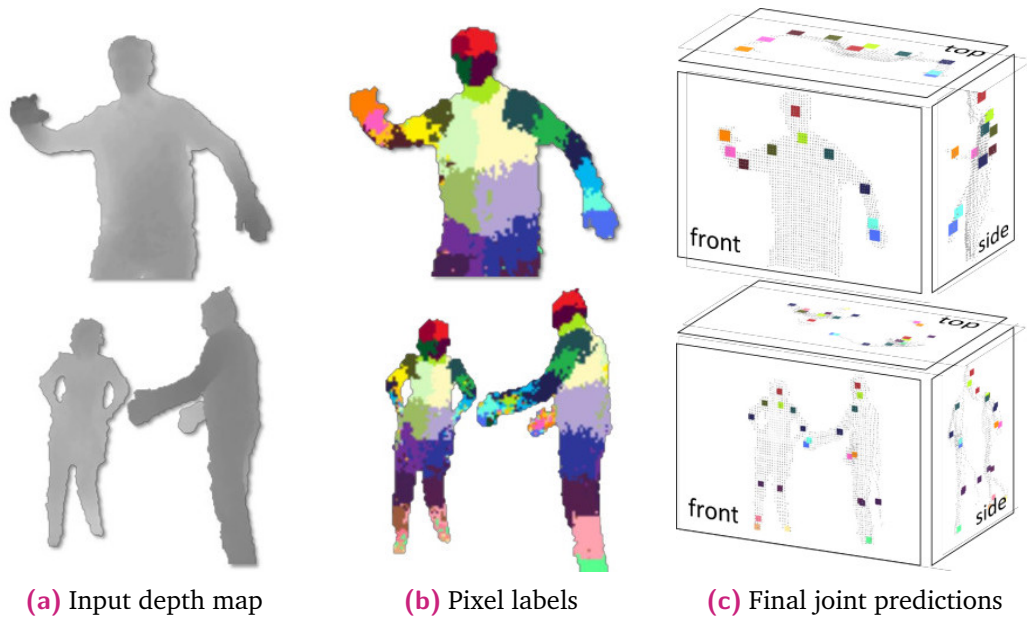 top
front
side
top
front
side
(a) Input depth map
(b) Pixel labels
(c) Final joint predictions